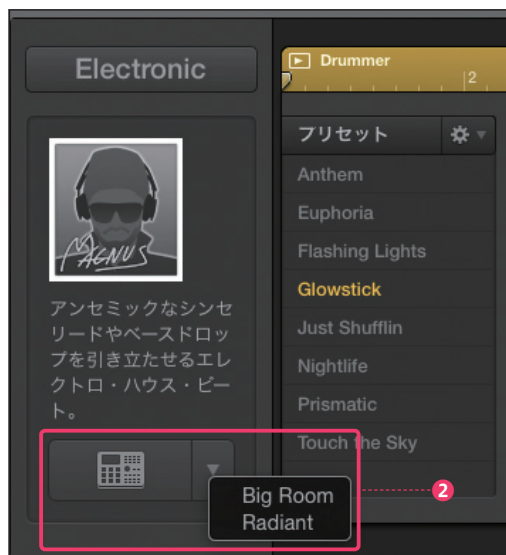 Electronic
MAGNUS
アンセミックなシンセ
リードやベースドロッ
プを引き立たせるエレ
クトロ・ハウス・ビー
ト。
Drummer
2
プリセット
Anthem
Euphoria
Flashing Lights
Glowstick
Just Shufflin
Nightlife
Prismatic
Touch the Sky
Big Room
Radiant
2